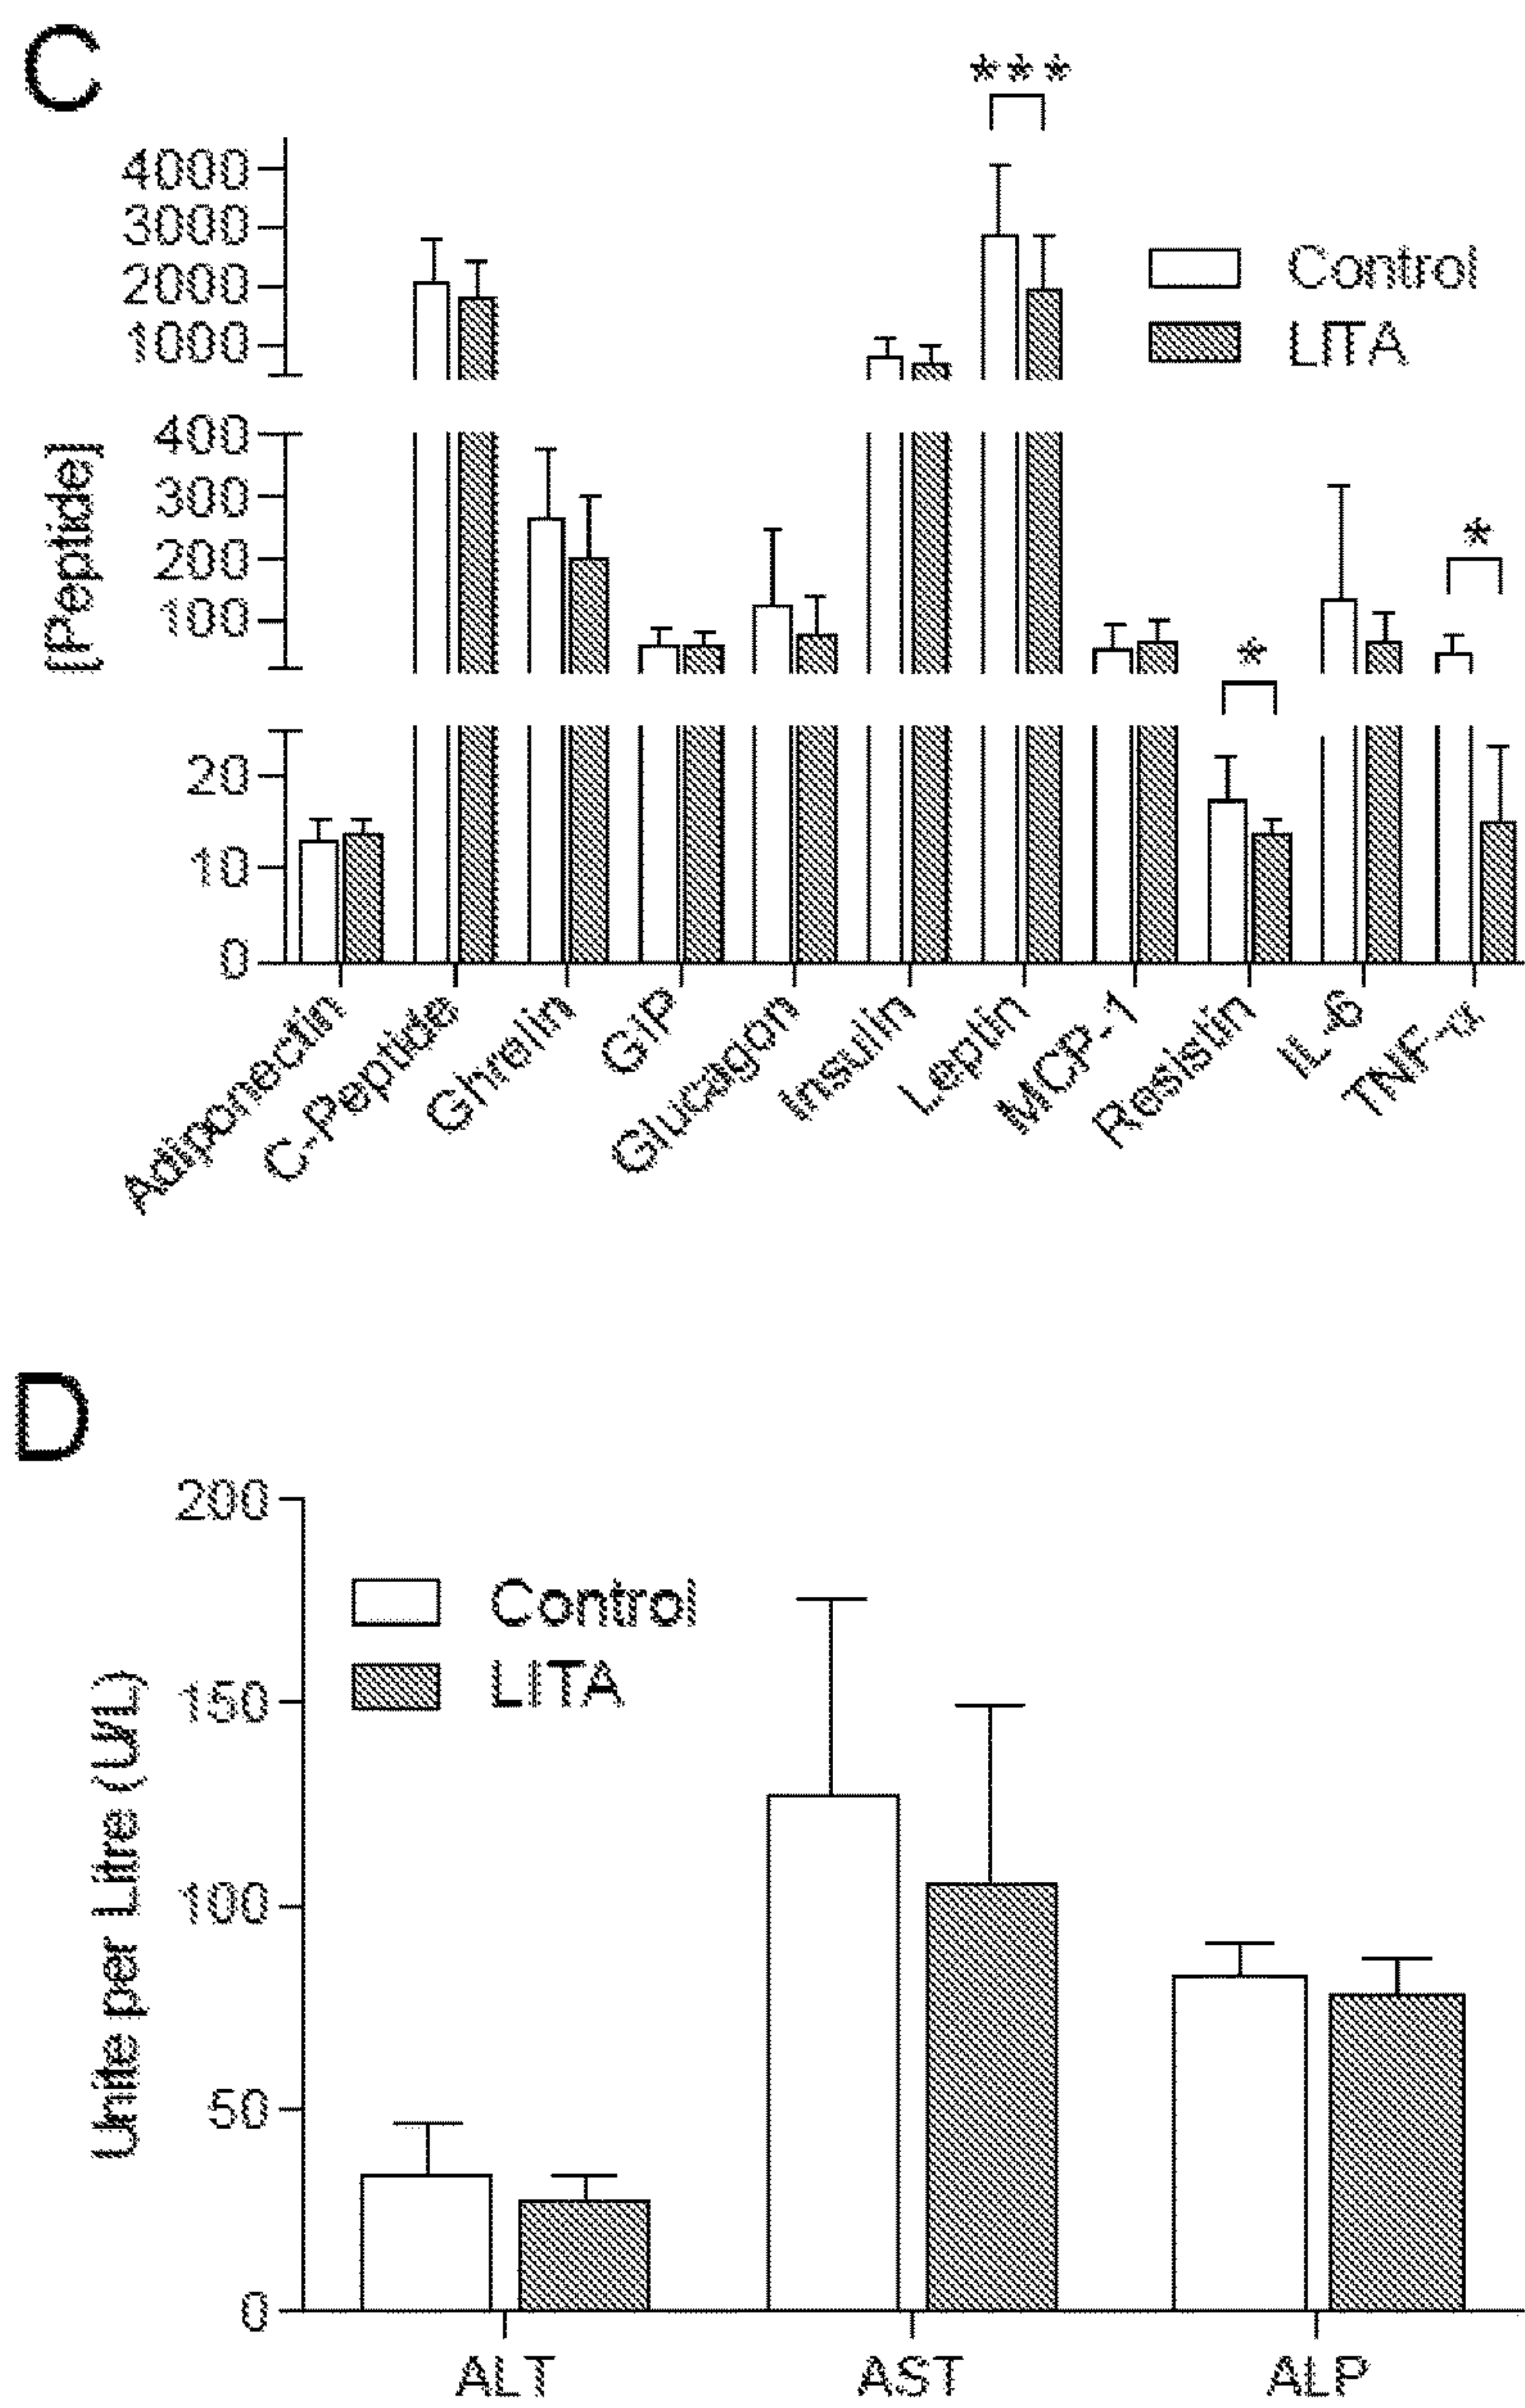 C
***
4000
3000
2000
1000
Control
LITA
400
300
200
100
[Peptide]
*
*
20
10
0
Adiponectin
C-Peptide
Ghrelin
GIP
Glucagon
Insulin
Leptin
MCP-1
Resistin
IL-6
TNF-α
D
200
150
100
50
0
Control
LITA
Unite per Litre (U/L)
ALT
AST
ALP